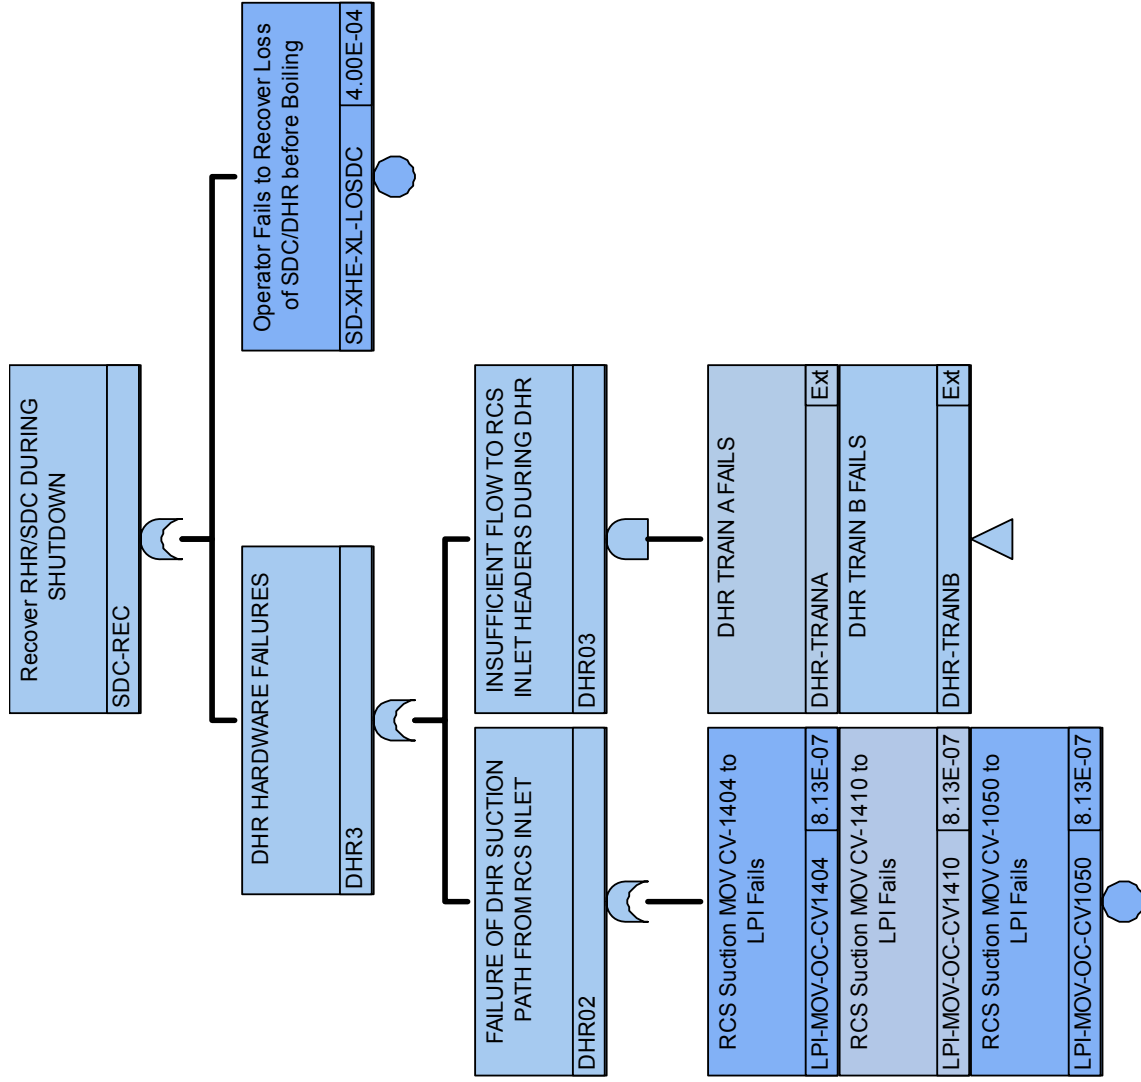 Recover RHR/SDC DURING
SHUTDOWN
SDC-REC
DHR HARDWARE FAILURES
DHR3
Operator Fails to Recover Loss
of SDC/DHR before Boiling
SD-XHE-XL-LOSDC 4.00E-04
FAILURE OF DHR SUCTION
PATH FROM RCS INLET
DHR02
INSUFFICIENT FLOW TO RCS
INLET HEADERS DURING DHR
DHR03
RCS Suction MOV CV-1404 to
LPI Fails
LPI-MOV-OC-CV1404 8.13E-07
RCS Suction MOV CV-1410 to
LPI Fails
LPI-MOV-OC-CV1410 8.13E-07
RCS Suction MOV CV-1050 to
LPI Fails
LPI-MOV-OC-CV1050 8.13E-07
DHR TRAIN A FAILS
DHR-TRAINA Ext
DHR TRAIN B FAILS
DHR-TRAINB Ext